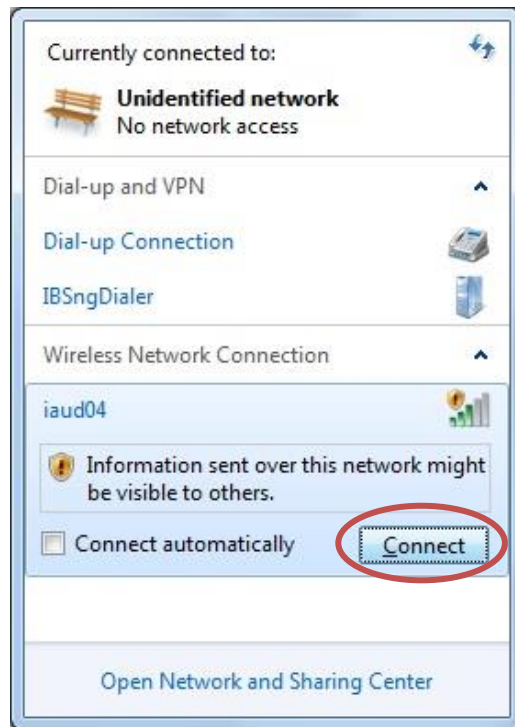 Currently connected to:
Unidentified network
No network access
Dial-up and VPN
Dial-up Connection
IBSngDialer
Wireless Network Connection
iaud04
Information sent over this network might
be visible to others.
Connect automatically
Connect
Open Network and Sharing Center